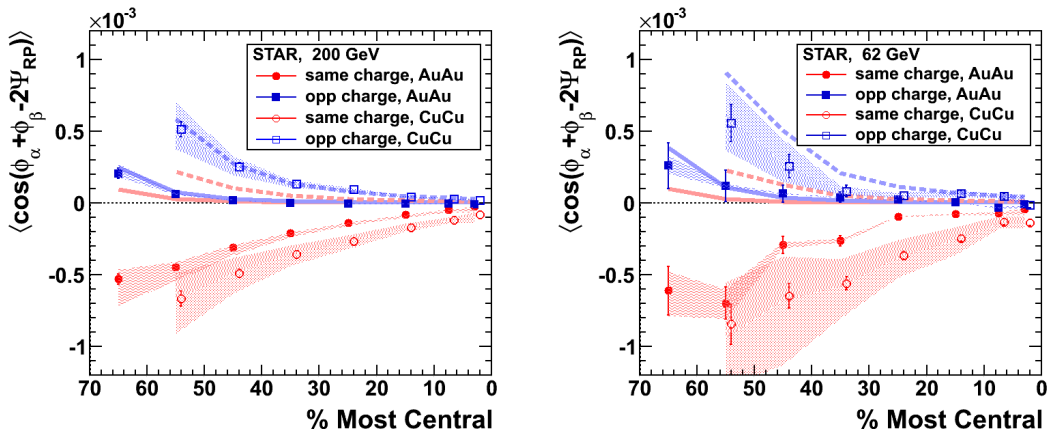 ×10⁻³
⟨cos(ϕα+ϕβ-2ΨRP)⟩
1
0.5
0
-0.5
-1
STAR, 200 GeV
same charge, AuAu
opp charge, AuAu
same charge, CuCu
opp charge, CuCu
70 60 50 40 30 20 10 0
% Most Central
×10⁻³
⟨cos(ϕα+ϕβ-2ΨRP)⟩
1
0.5
0
-0.5
-1
STAR, 62 GeV
same charge, AuAu
opp charge, AuAu
same charge, CuCu
opp charge, CuCu
70 60 50 40 30 20 10 0
% Most Central